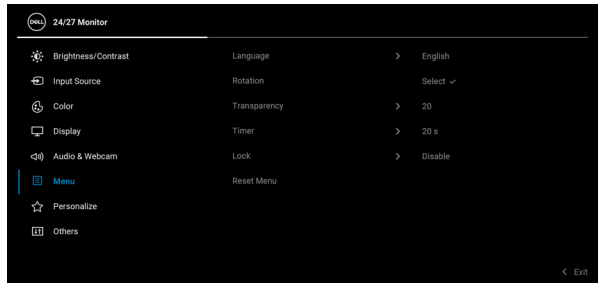 DELL 24/27 Monitor
Brightness/Contrast Language > English
Input Source Rotation Select ✓
Color Transparency > 20
Display Timer > 20 s
Audio & Webcam Lock > Disable
Menu Reset Menu
Personalize
Others
< Exit